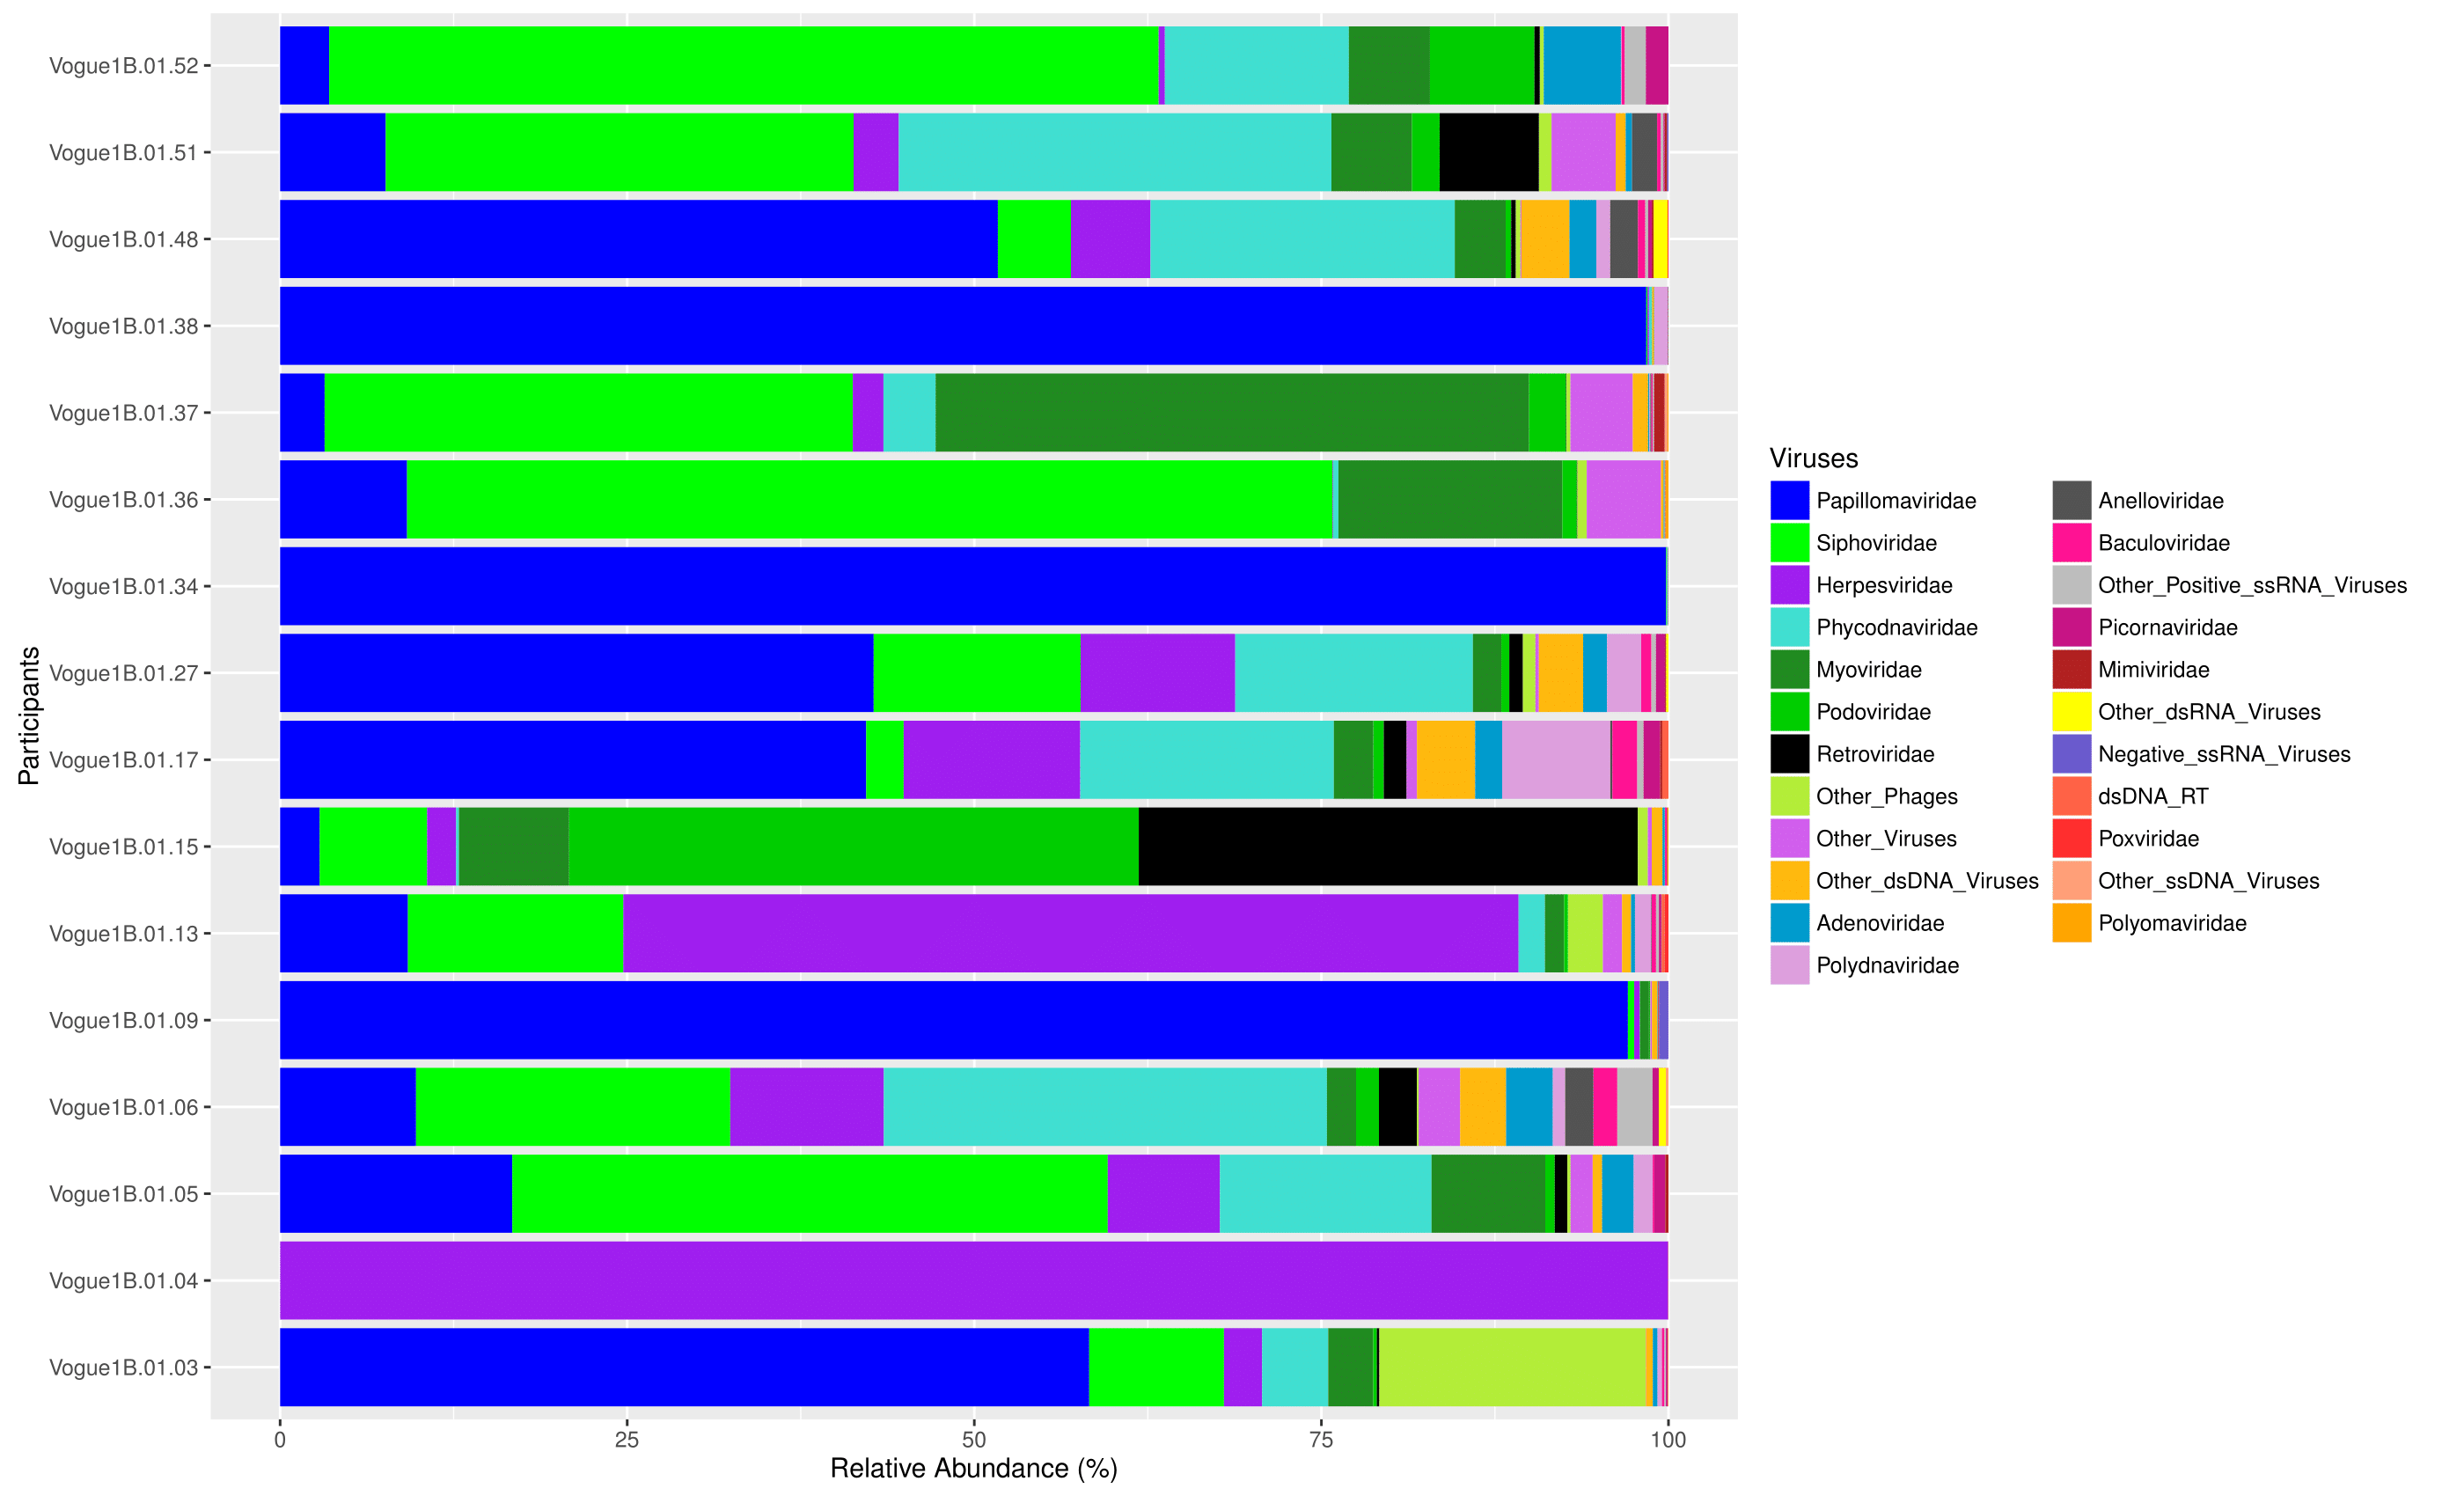 Vogue1B.01.52
Vogue1B.01.51
Vogue1B.01.48
Vogue1B.01.38
Vogue1B.01.37
Vogue1B.01.36
Vogue1B.01.34
Vogue1B.01.27
Vogue1B.01.17
Vogue1B.01.15
Vogue1B.01.13
Vogue1B.01.09
Vogue1B.01.06
Vogue1B.01.05
Vogue1B.01.04
Vogue1B.01.03
Participants
0 25 50 75 100
Relative Abundance (%)
Viruses
Papillomaviridae
Siphoviridae
Herpesviridae
Phycodnaviridae
Myoviridae
Podoviridae
Retroviridae
Other_Phages
Other_Viruses
Other_dsDNA_Viruses
Adenoviridae
Polydnaviridae
Anelloviridae
Baculoviridae
Other_Positive_ssRNA_Viruses
Picornaviridae
Mimiviridae
Other_dsRNA_Viruses
Negative_ssRNA_Viruses
dsDNA_RT
Poxviridae
Other_ssDNA_Viruses
Polyomaviridae